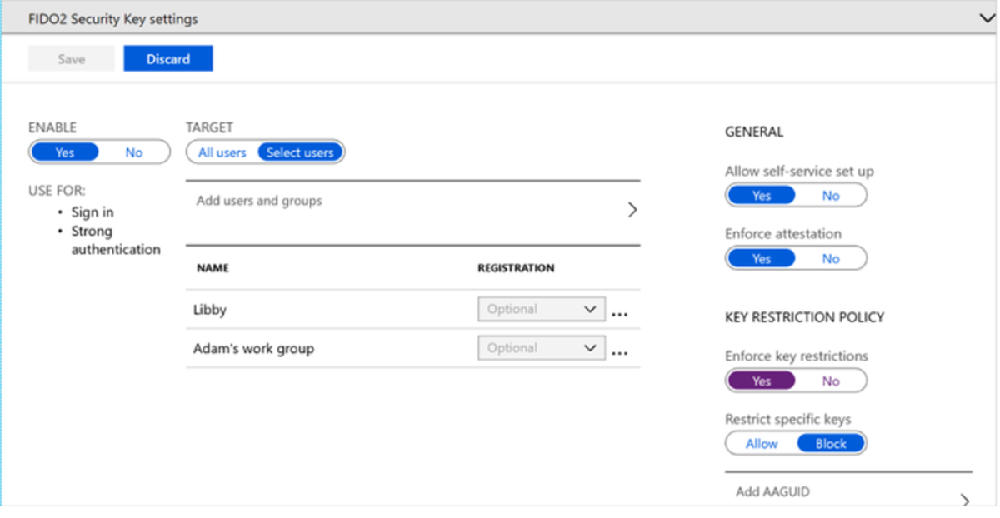 FIDO2 Security Key settings
Save
Discard
ENABLE
Yes No
USE FOR:
• Sign in
• Strong
authentication
TARGET
All users Select users
Add users and groups
NAME REGISTRATION
Libby Optional ...
Adam's work group Optional ...
GENERAL
Allow self-service set up
Yes No
Enforce attestation
Yes No
KEY RESTRICTION POLICY
Enforce key restrictions
Yes No
Restrict specific keys
Allow Block
Add AAGUID